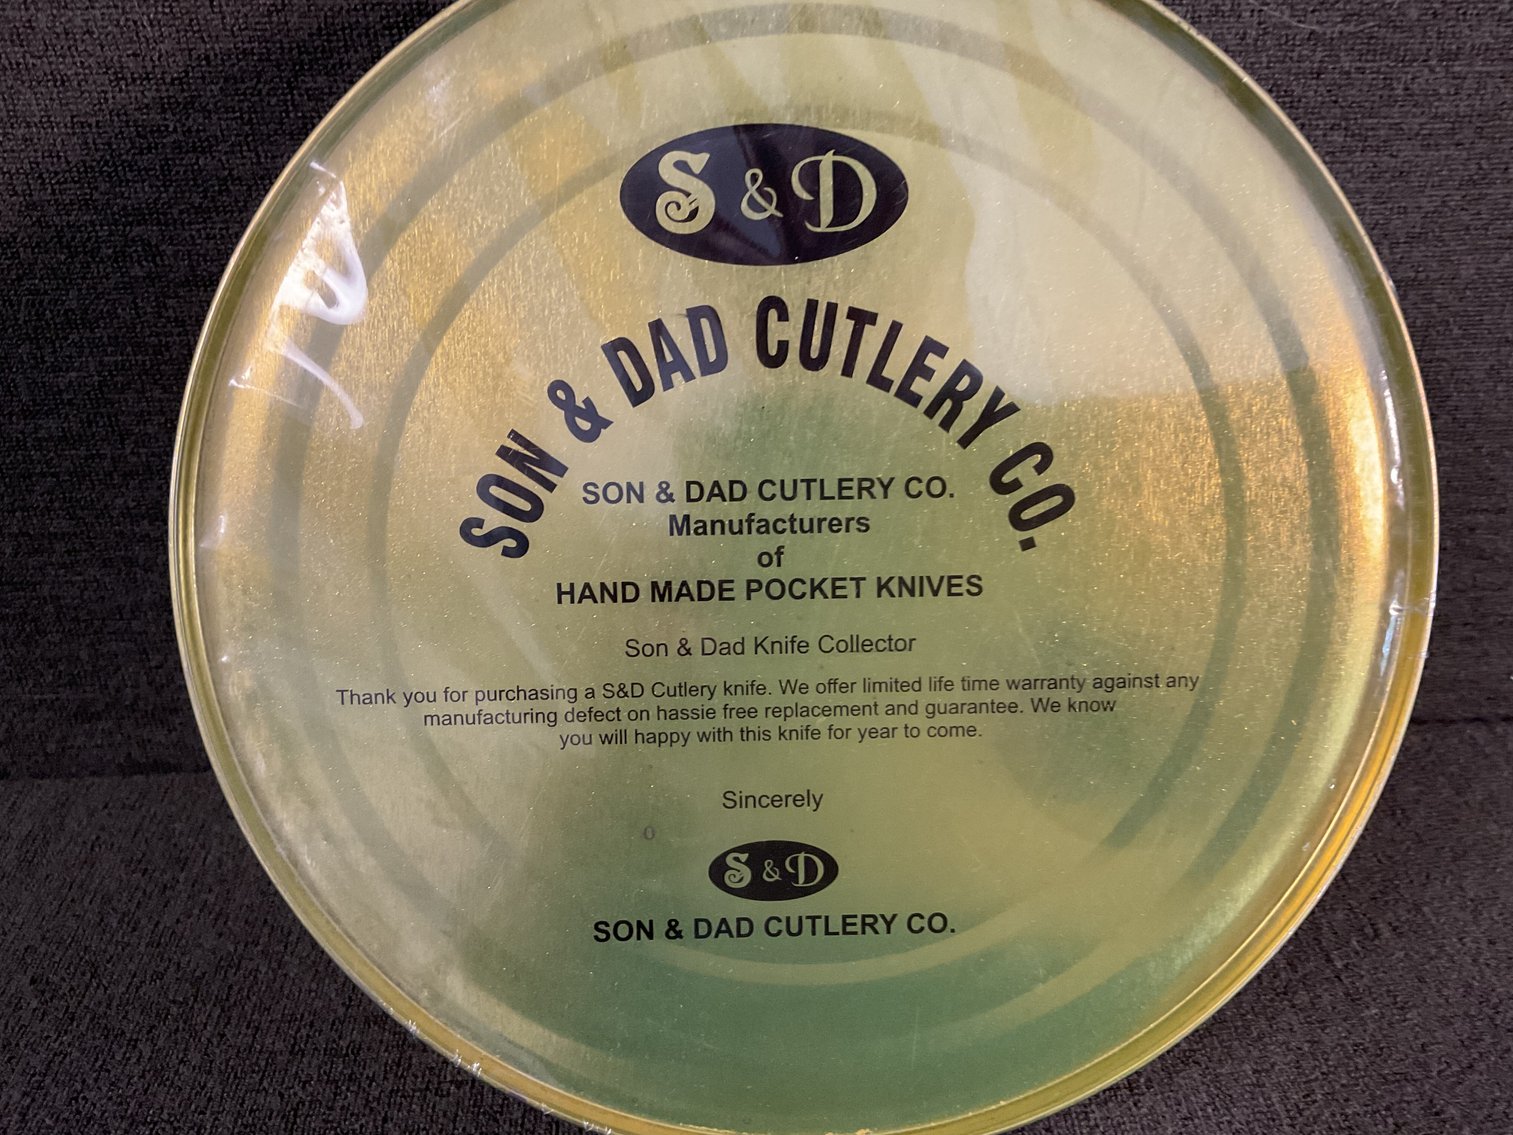 S & D
SON & DAD CUTLERY CO.
SON & DAD CUTLERY CO.
Manufacturers
of
HAND MADE POCKET KNIVES
Son & Dad Knife Collector
Thank you for purchasing a S&D Cutlery knife. We offer limited life time warranty against any
manufacturing defect on hassie free replacement and guarantee. We know
you will happy with this knife for year to come.
Sincerely
S & D
SON & DAD CUTLERY CO.